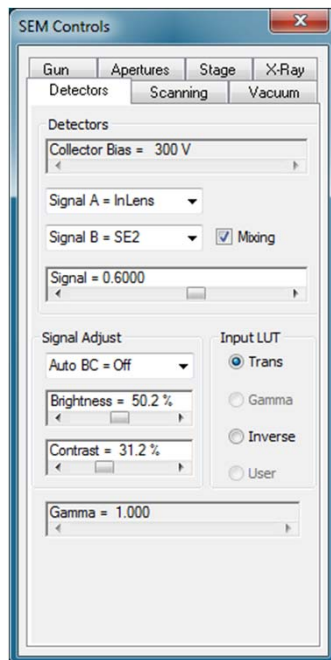 SEM Controls
Gun Apertures Stage X-Ray
Detectors Scanning Vacuum
Detectors
Collector Bias = 300 V
Signal A = InLens
Signal B = SE2 Mixing
Signal = 0.6000
Signal Adjust Input LUT
Auto BC = Off Trans
Brightness = 50.2 % Gamma
Inverse
Contrast = 31.2 %
User
Gamma = 1.000